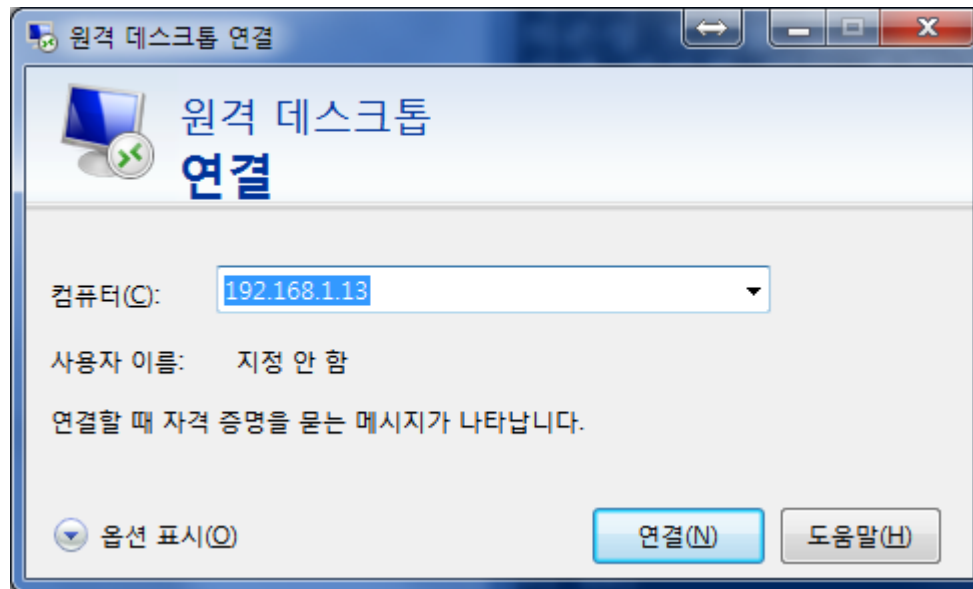 원격 데스크톱 연결
원격 데스크톱
연결
컴퓨터(C): 192.168.1.13
사용자 이름: 지정 안 함
연결할 때 자격 증명을 묻는 메시지가 나타납니다.
옵션 표시(O) 연결(N) 도움말(H)